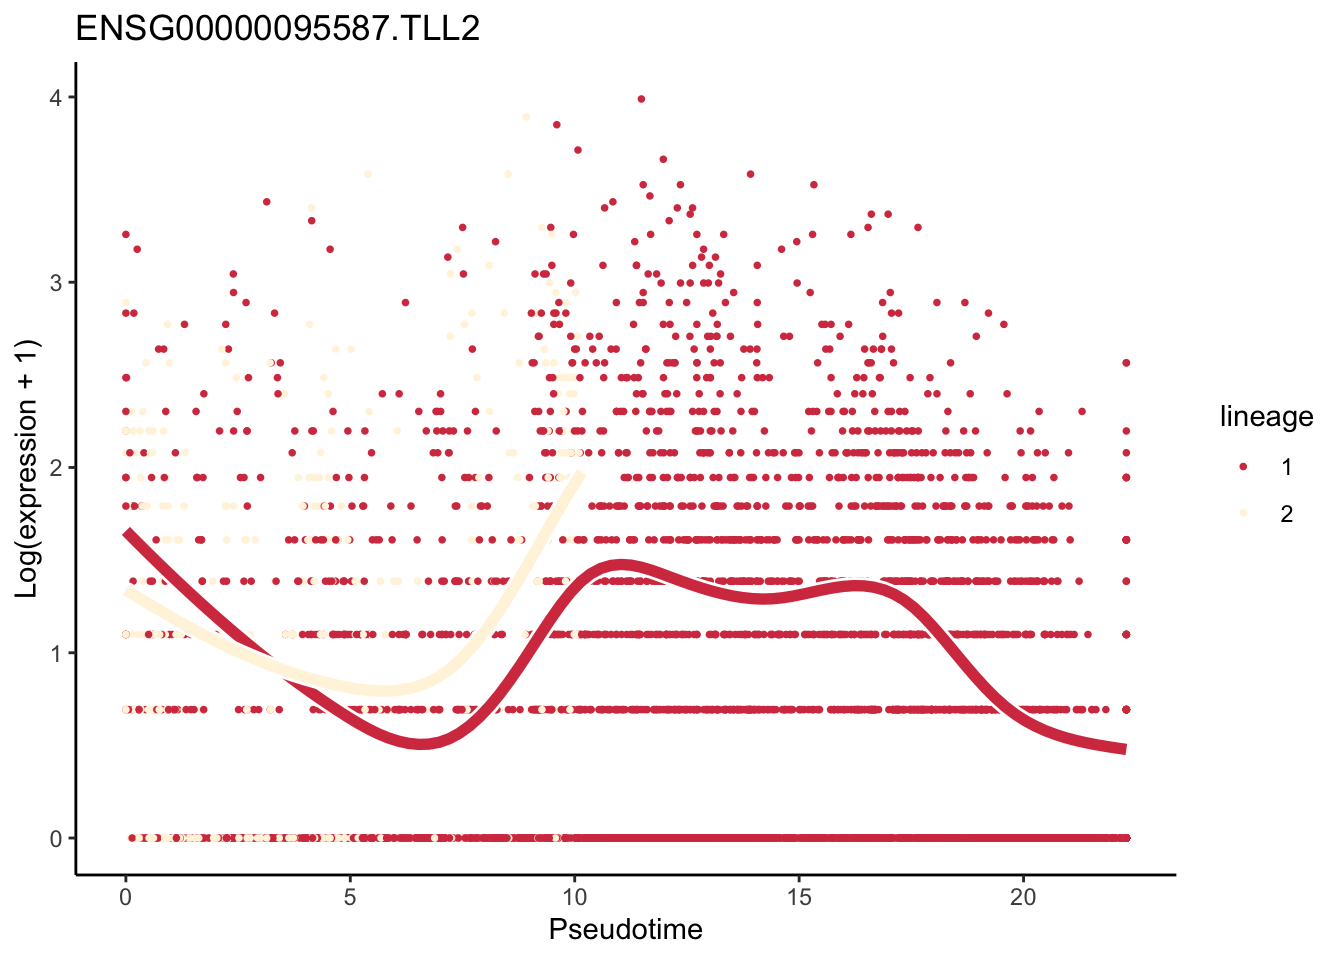 ENSG00000095587.TLL2
Log(expression + 1)
4
3
2
1
0
0 5 10 15 20
Pseudotime
lineage
1
2